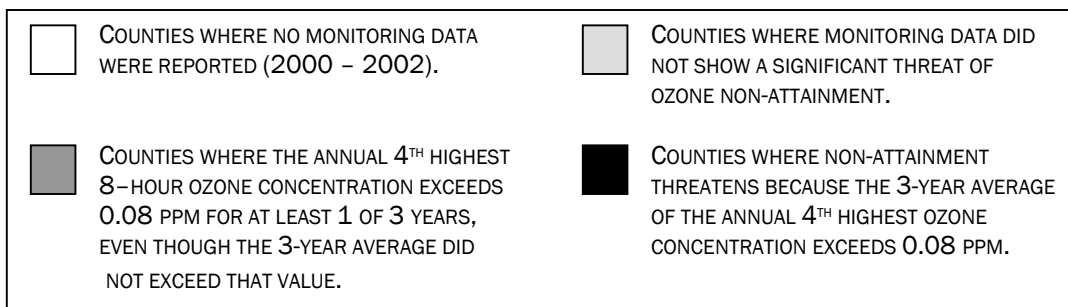 COUNTIES WHERE NO MONITORING DATA
WERE REPORTED (2000 – 2002).
COUNTIES WHERE MONITORING DATA DID
NOT SHOW A SIGNIFICANT THREAT OF
OZONE NON-ATTAINMENT.
COUNTIES WHERE THE ANNUAL 4TH HIGHEST
8–HOUR OZONE CONCENTRATION EXCEEDS
0.08 PPM FOR AT LEAST 1 OF 3 YEARS,
EVEN THOUGH THE 3-YEAR AVERAGE DID
NOT EXCEED THAT VALUE.
COUNTIES WHERE NON-ATTAINMENT
THREATENS BECAUSE THE 3-YEAR AVERAGE
OF THE ANNUAL 4TH HIGHEST OZONE
CONCENTRATION EXCEEDS 0.08 PPM.